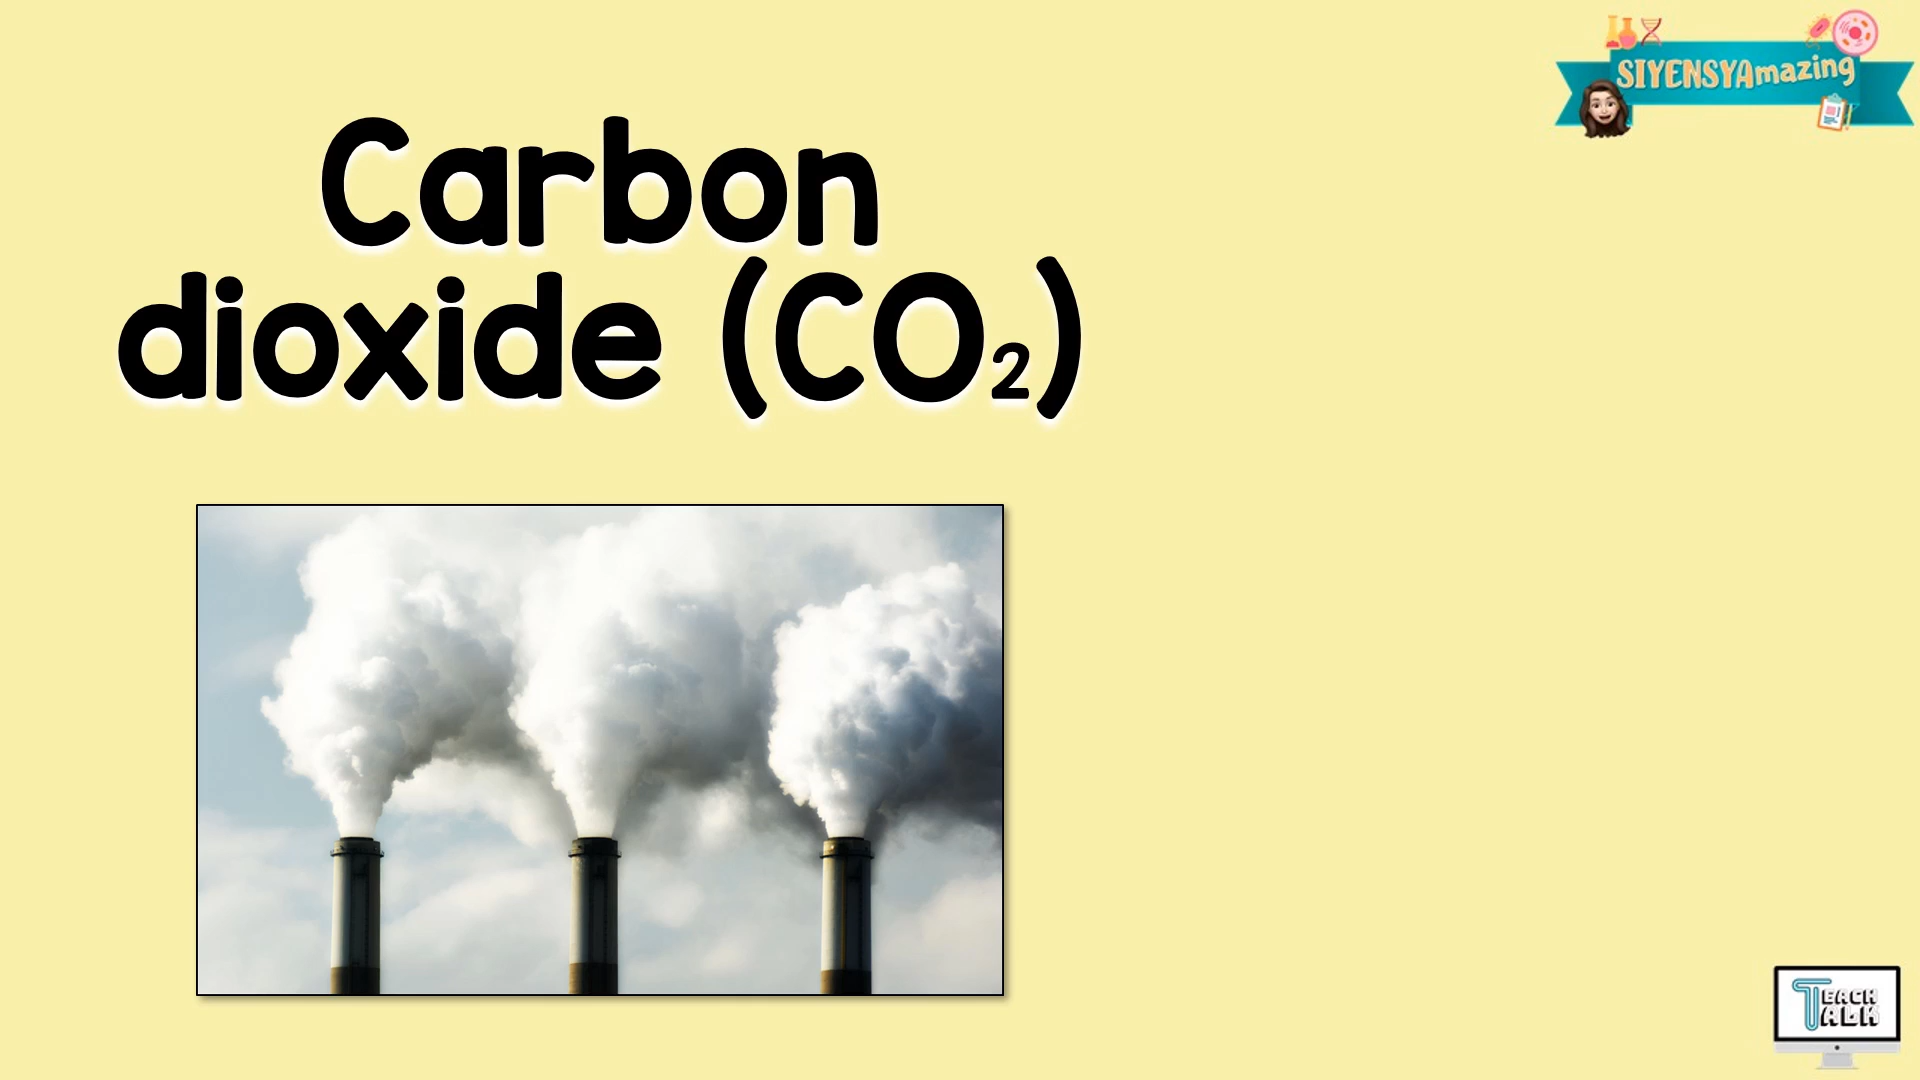 SIYENSYAmazing
Carbon
dioxide (CO₂)
TEACH
TALK